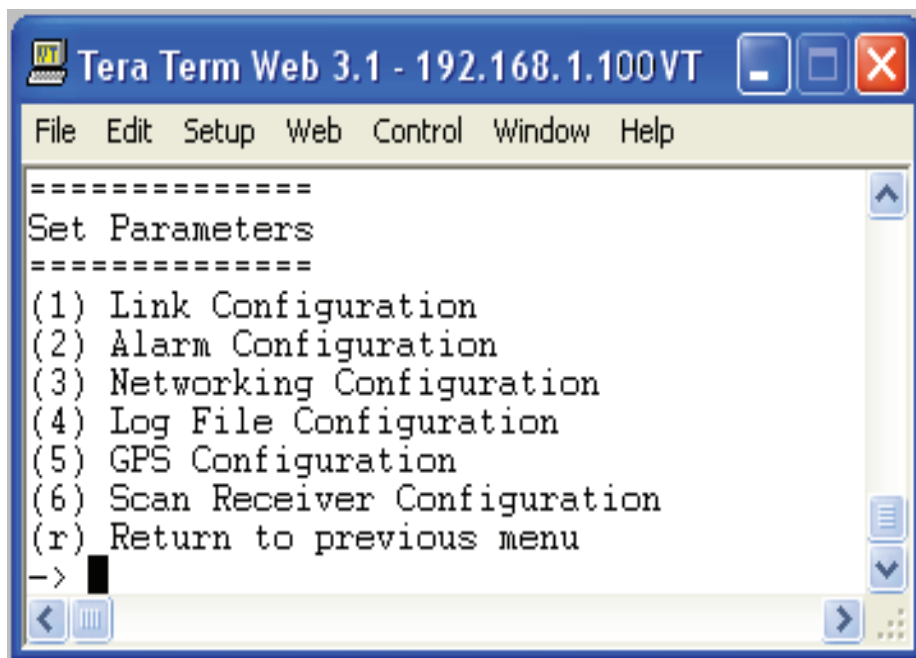 Tera Term Web 3.1 - 192.168.1.100 VT
File Edit Setup Web Control Window Help
==============
Set Parameters
==============
(1) Link Configuration
(2) Alarm Configuration
(3) Networking Configuration
(4) Log File Configuration
(5) GPS Configuration
(6) Scan Receiver Configuration
(r) Return to previous menu
->